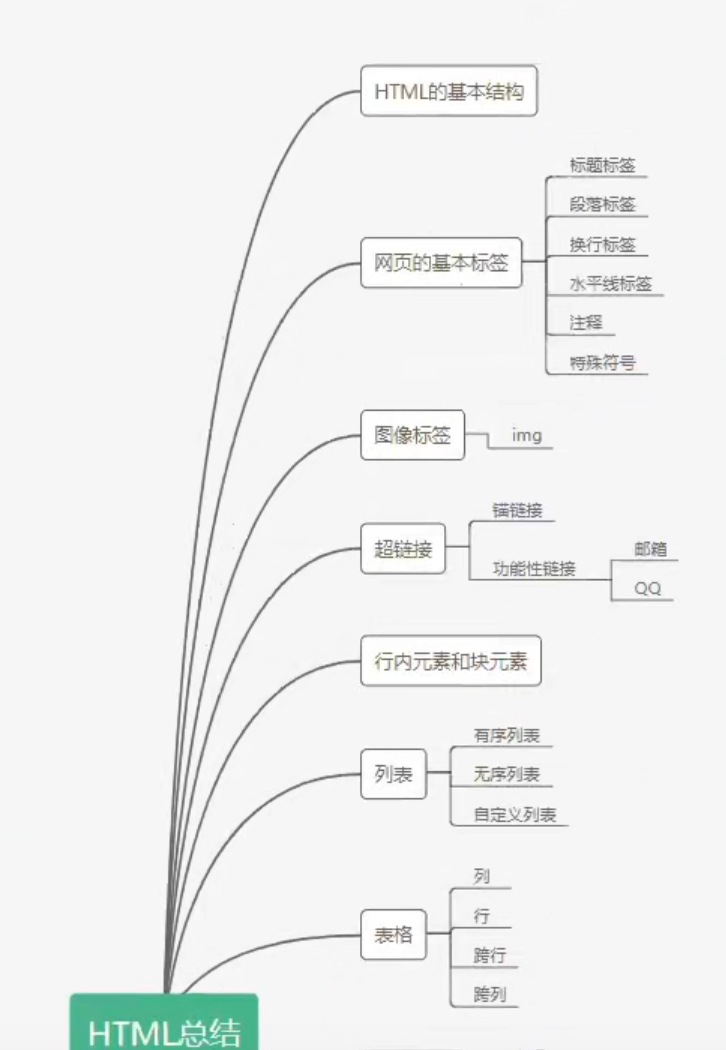 HTML的基本结构
网页的基本标签
标题标签
段落标签
换行标签
水平线标签
注释
特殊符号
图像标签
img
超链接
锚链接
功能性链接
邮箱
QQ
行内元素和块元素
列表
有序列表
无序列表
自定义列表
表格
列
行
跨行
跨列
HTML总结